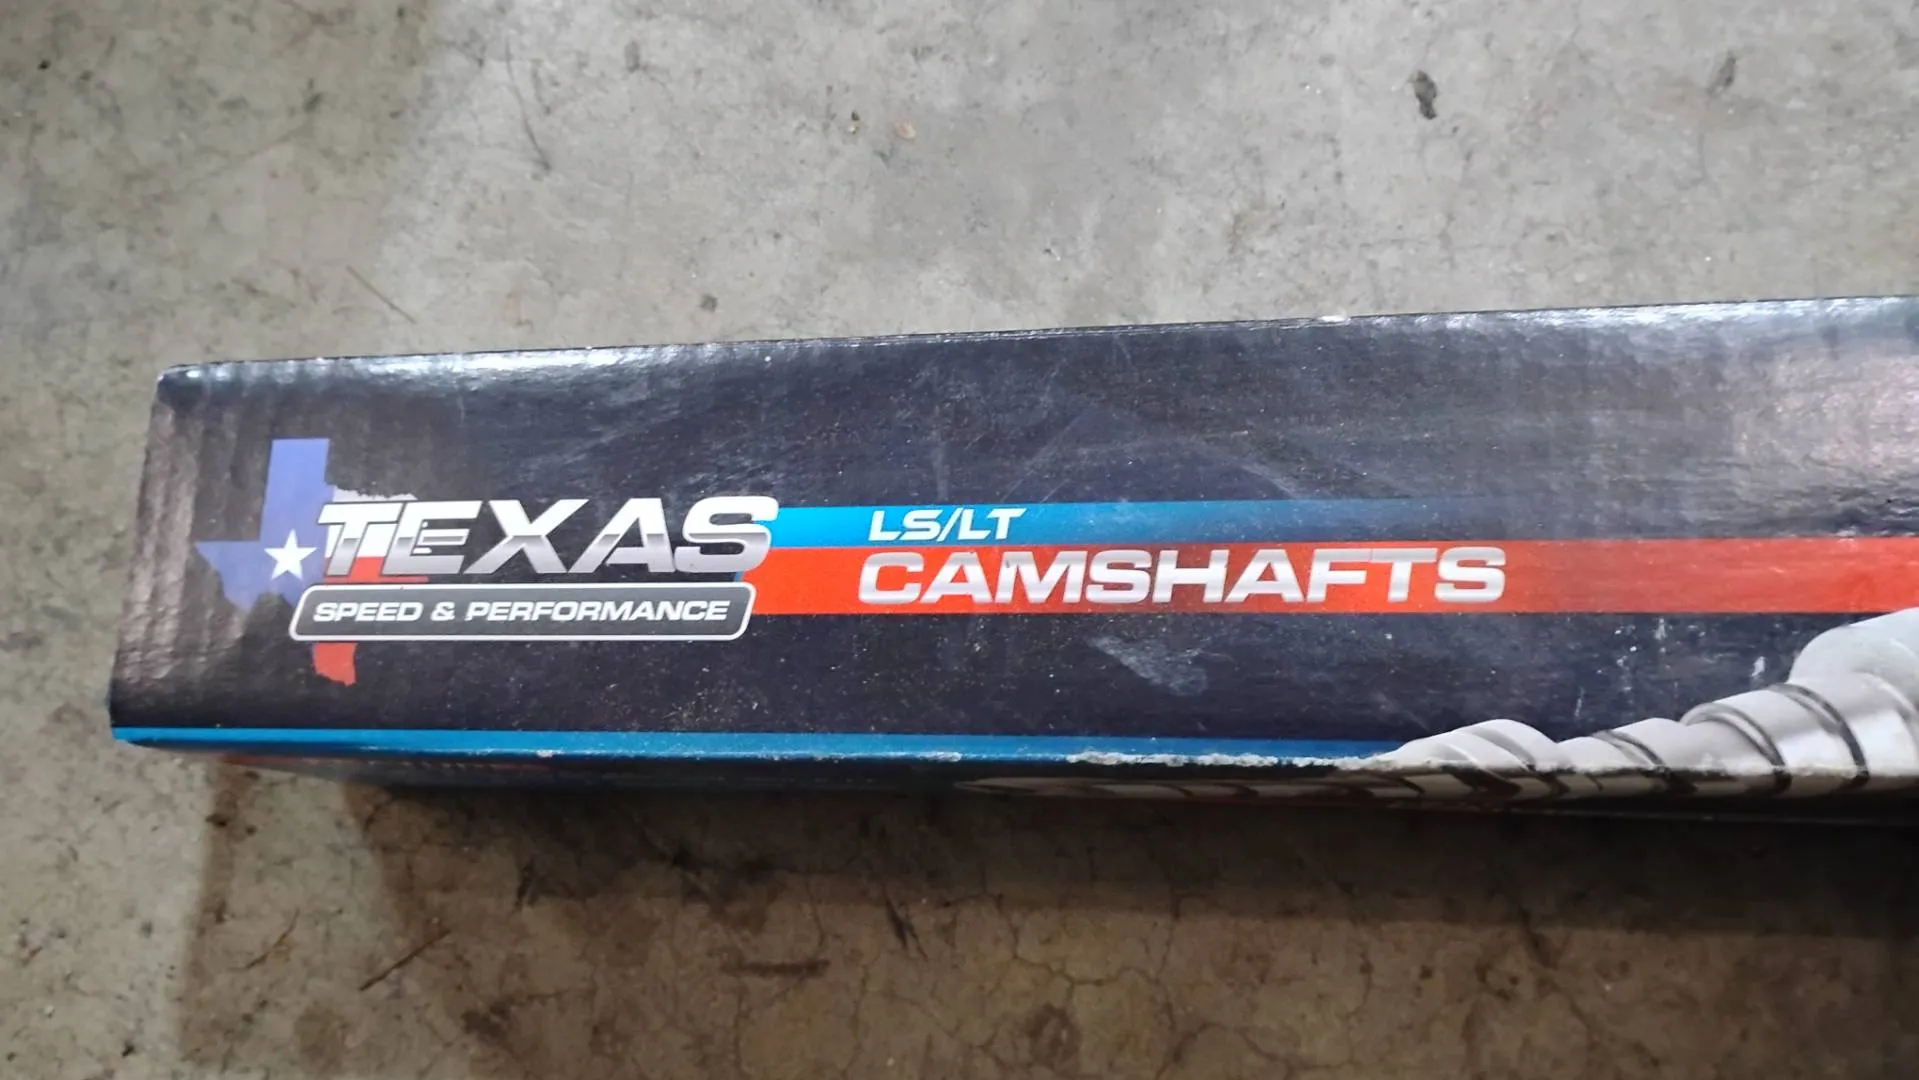 TEXAS
SPEED & PERFORMANCE
LS/LT
CAMSHAFTS